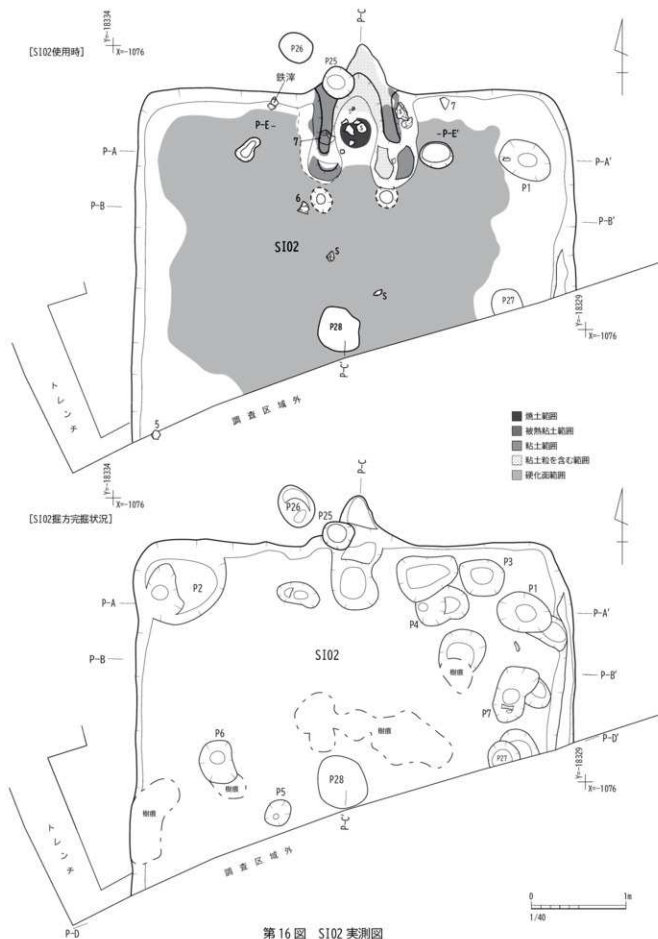 [SI02使用時]
Y=-18334
X=-1076
P-C
P26
P25
鉄滓
7
P-E
P-E'
7
S
P-A
P-A'
P1
P-B
P-B'
6
SI02
S
S
P27
P28
P-C'
Y=-18329
X=-1076
トレンチ
調査区域外
5
焼土範囲
被熱粘土範囲
粘土範囲
粘土粒を含む範囲
硬化面範囲
[SI02掘方完掘状況]
Y=-18334
X=-1076
P-C
P26
P25
P2
P3
P1
P4
P-A
P-A'
P-B
SI02
樹痕
P-B'
P7
樹痕
P6
樹痕
樹痕
P5
P28
P27
P-D'
P-C'
Y=-18329
X=-1076
トレンチ
調査区域外
P-D
0 1m
1/40
第16図 SI02実測図